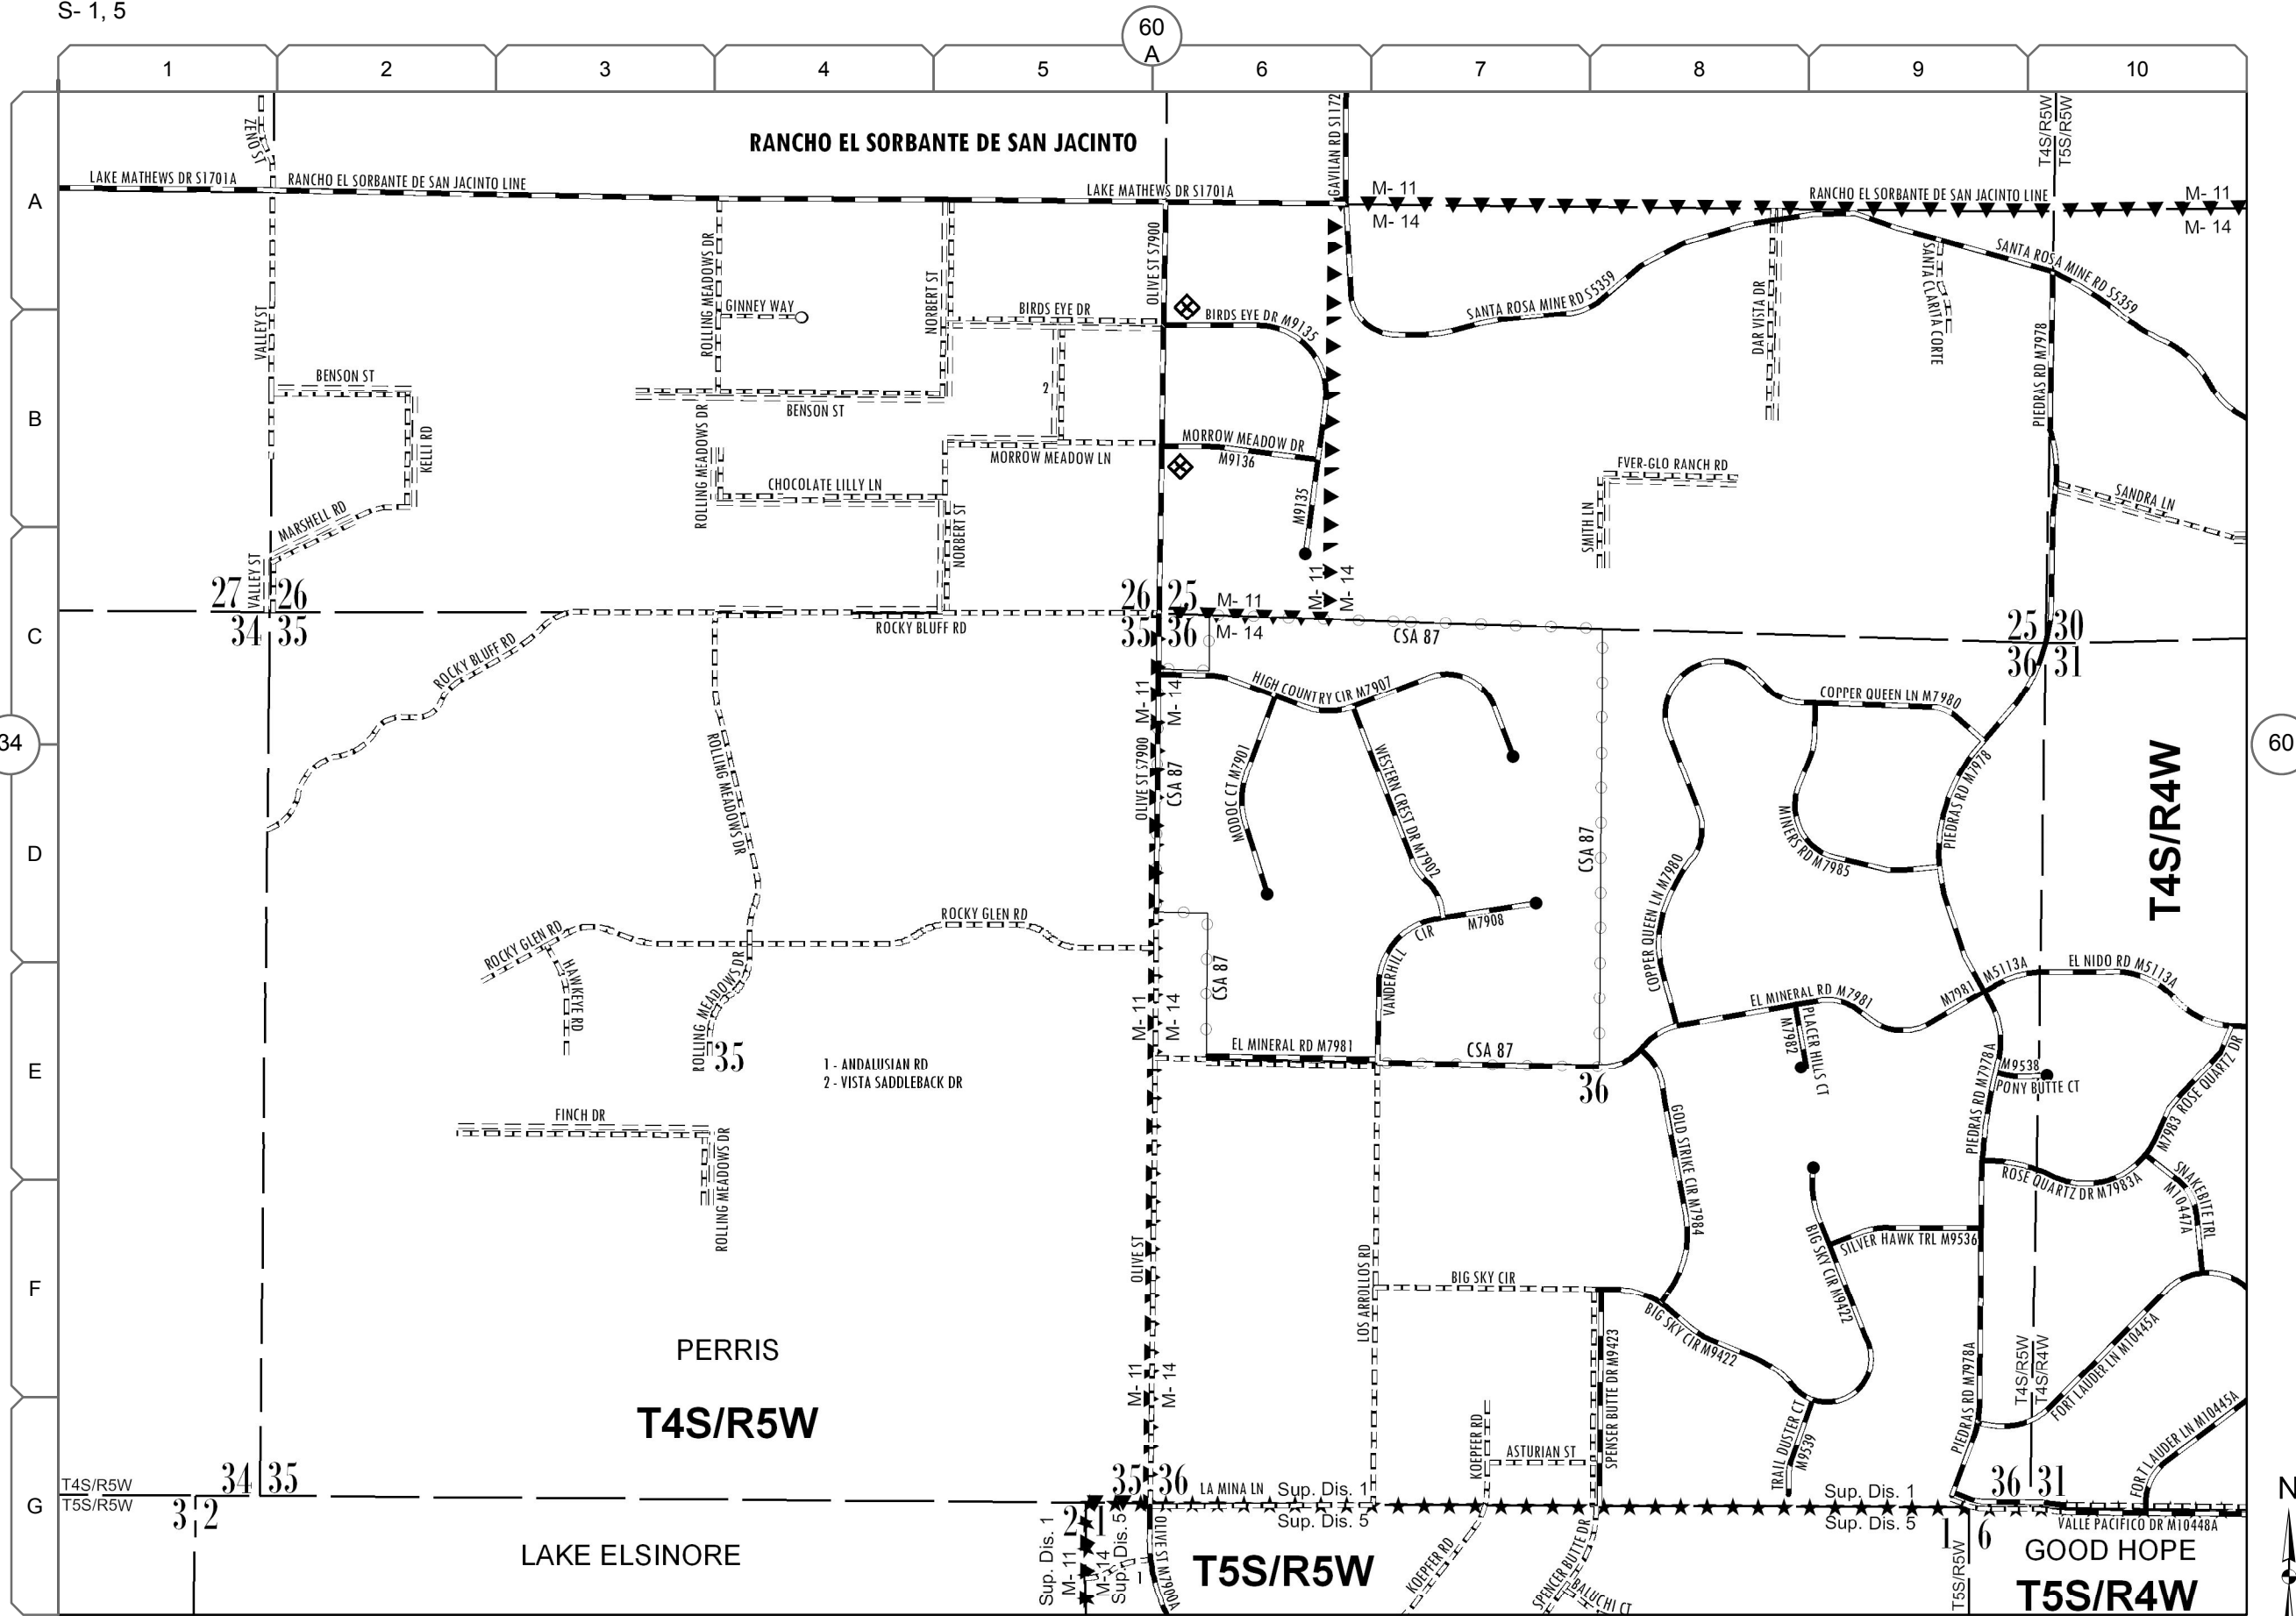 S- 1, 5
60
A
1
2
3
4
5
6
7
8
9
10
A
B
C
D
E
F
G
34
60
N
RANCHO EL SORBANTE DE SAN JACINTO
ZENO ST
LAKE MATHEWS DR S1701A
RANCHO EL SORBANTE DE SAN JACINTO LINE
LAKE MATHEWS DR S1701A
GAVILAN RD S1172
M- 11
M- 14
RANCHO EL SORBANTE DE SAN JACINTO LINE
M- 11
M- 14
T4S/R5W
T5S/R5W
VALLEY ST
ROLLING MEADOWS DR
GINNEY WAY
NORBERT ST
BIRDS EYE DR
OLIVE ST S7900
BIRDS EYE DR M9135
SANTA ROSA MINE RD S5359
DAR VISTA DR
SANTA CLARITA CORTE
SANTA ROSA MINE RD S5359
PIEDRAS RD M7978
BENSON ST
KELLI RD
BENSON ST
2
MORROW MEADOW LN
MORROW MEADOW DR
M9136
M9135
ROLLING MEADOWS DR
CHOCOLATE LILLY LN
NORBERT ST
FVER-GLO RANCH RD
SMITH LN
SANDRA LN
MARSHELL RD
VALLEY ST
27 26
34 35
26 25
35 36
M- 11
M- 14
M- 11
M- 14
CSA 87
25 30
36 31
ROCKY BLUFF RD
ROCKY BLUFF RD
HIGH COUNTRY CIR M7907
COPPER QUEEN LN M7980
M- 11
M- 14
OLIVE ST S7900
CSA 87
MODOC CT M7901
WESTERN CREST DR M7902
CSA 87
MINERS RD M7985
PIEDRAS RD M7978
T4S/R4W
ROLLING MEADOWS DR
COPPER QUEEN LN M7980
ROCKY GLEN RD
ROCKY GLEN RD
HAWKEYE RD
ROLLING MEADOWS DR
35
M7908
VANDERHILL
CIR
CSA 87
M- 11
M- 14
EL MINERAL RD M7981
CSA 87
36
EL MINERAL RD M7981
M7981
M5113A
EL NIDO RD M5113A
PLACER HILLS CT
M7982
M9538
PONY BUTTE CT
PIEDRAS RD M7978A
M7983
ROSE QUARTZ DR
1 - ANDALUSIAN RD
2 - VISTA SADDLEBACK DR
FINCH DR
ROLLING MEADOWS DR
GOLD STRIKE CIR M7984
ROSE QUARTZ DR M7983A
SNAKEBITE TRL
M10447A
BIG SKY CIR M9422
SILVER HAWK TRL M9536
OLIVE ST
LOS ARROLLOS RD
BIG SKY CIR
BIG SKY CIR M9422
SPENSER BUTTE DR M9423
PERRIS
T4S/R5W
M- 11
M- 14
PIEDRAS RD M7978A
T4S/R5W
T4S/R4W
FORT LAUDER LN M10445A
FORT LAUDER LN M10445A
KOEPFER RD
ASTURIAN ST
TRAIL DUSTER CT
M9539
T4S/R5W
T5S/R5W
34 35
3 2
35 36
2 1
LA MINA LN
Sup. Dis. 1
Sup. Dis. 5
Sup. Dis. 1
Sup. Dis. 5
36 31
1 6
VALLE PACIFICO DR M10448A
LAKE ELSINORE
Sup. Dis. 1
M- 11
M- 14
Sup. Dis. 5
1
OLIVE ST M7900A
T5S/R5W
KOEPFER RD
SPENCER BUTTE DR
BALUCHI CT
T5S/R5W
GOOD HOPE
T5S/R4W